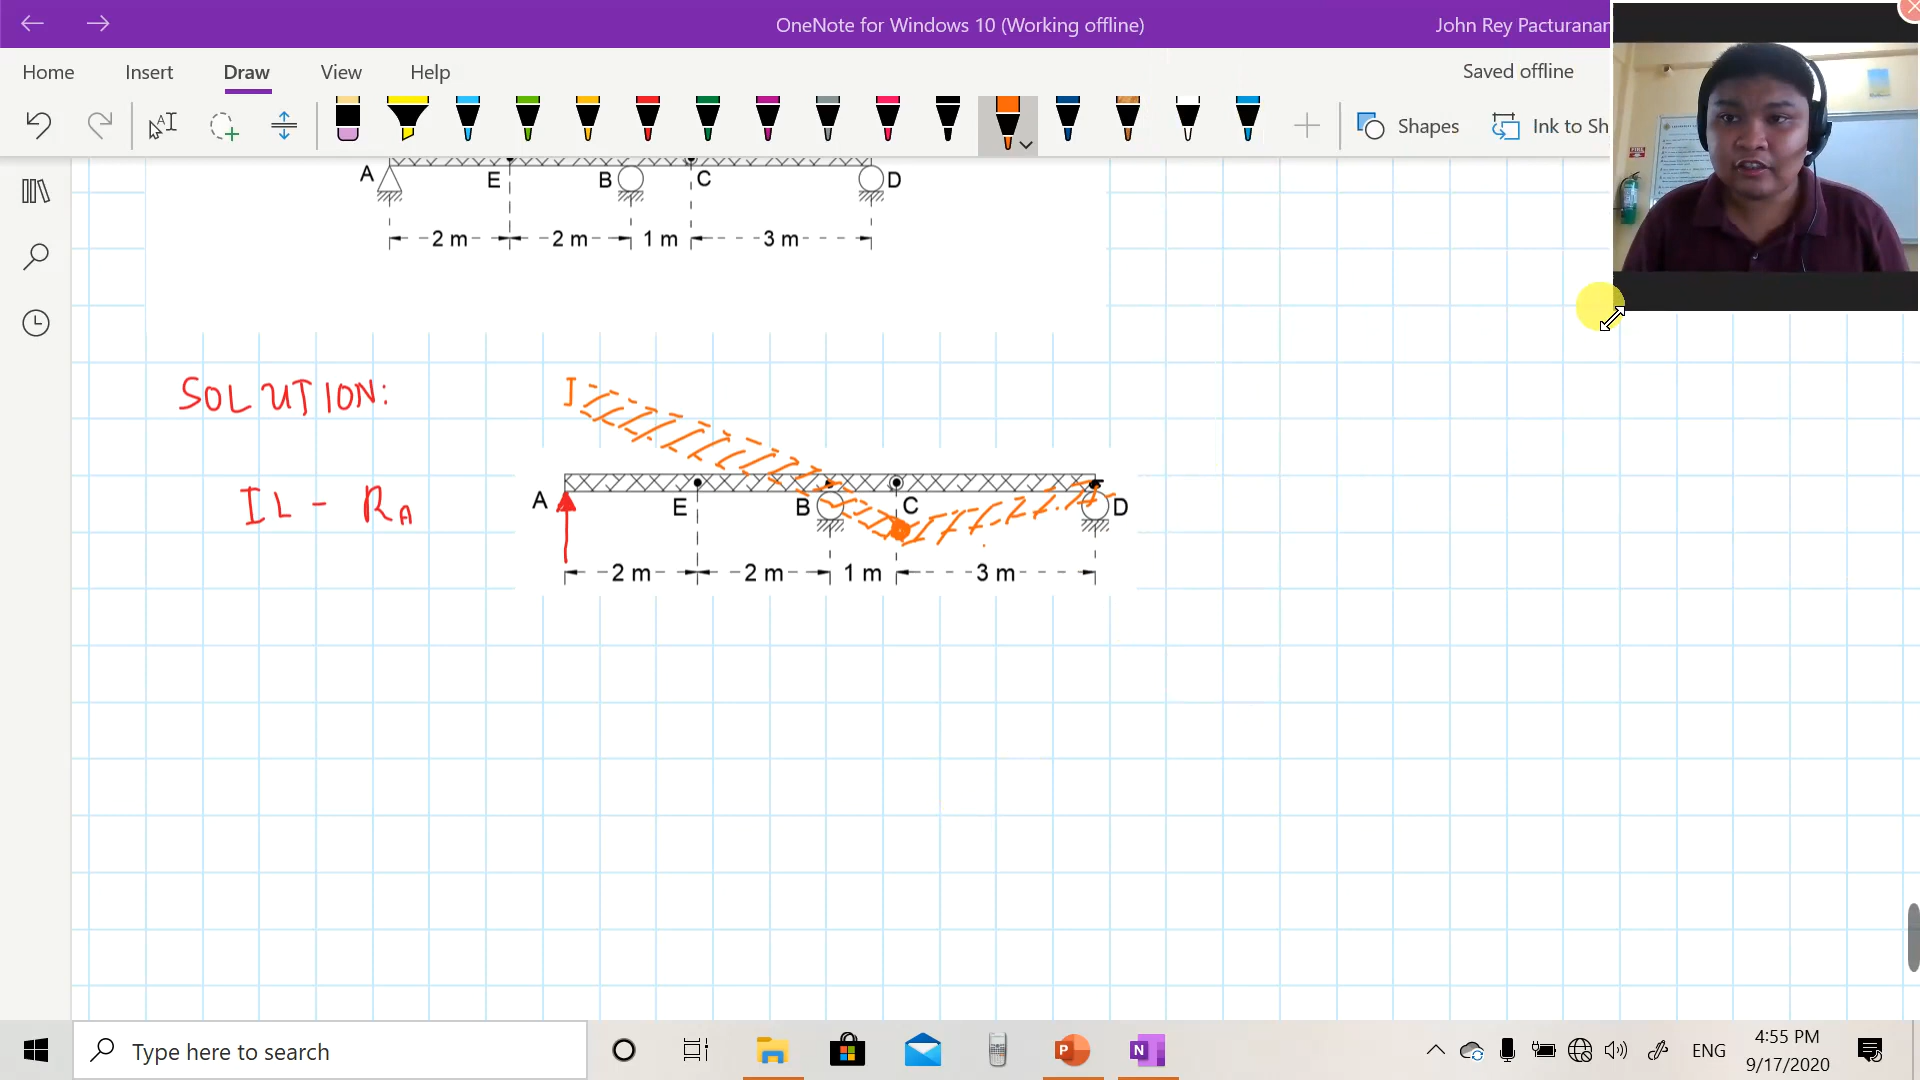 OneNote for Windows 10 (Working offline)
John Rey Pacturanan
Home Insert Draw View Help
Saved offline
Shapes
Ink to Sh
A E B C D
2 m 2 m 1 m 3 m
SOLUTION:
IL - RA
A E B C D
2 m 2 m 1 m 3 m
Type here to search
ENG
4:55 PM
9/17/2020